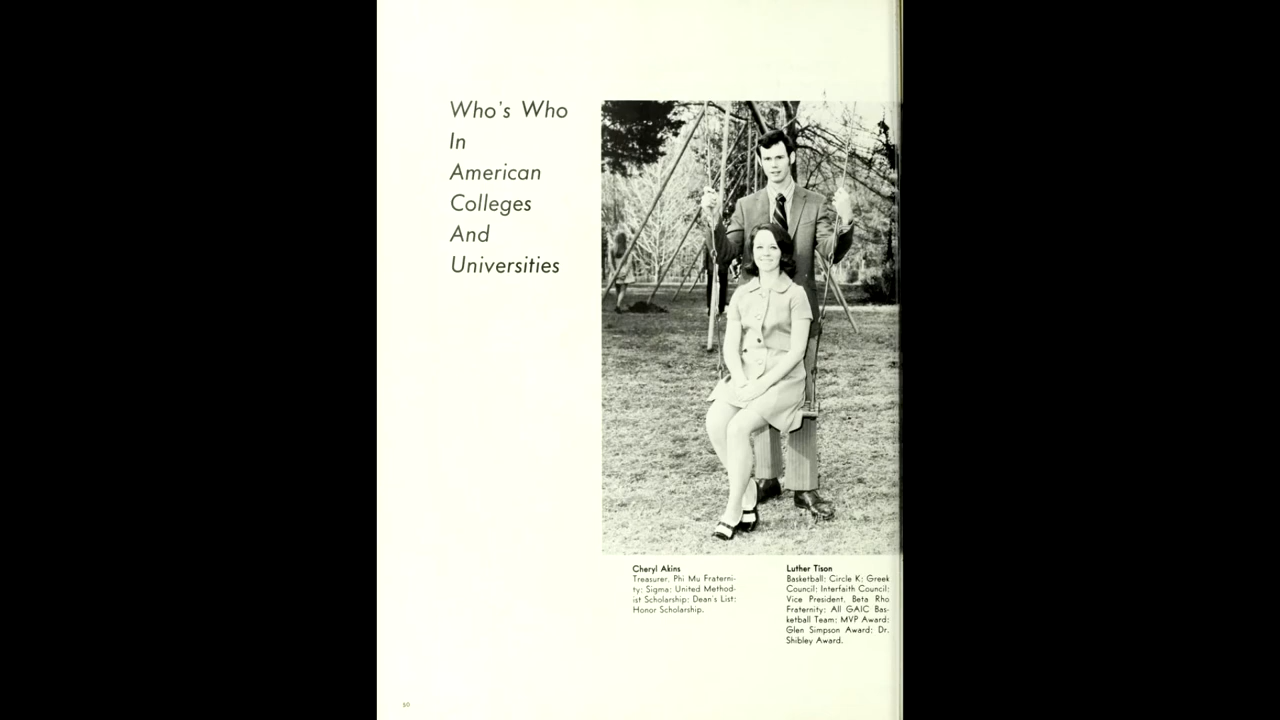 Who's Who
In
American
Colleges
And
Universities
Cheryl Akins
Treasurer, Phi Mu Fraterni-
ty; Sigma; United Method-
ist Scholarship; Dean's List;
Honor Scholarship.
Luther Tison
Basketball; Circle K; Greek
Council; Interfaith Council;
Vice President, Beta Rho
Fraternity; All GAIC Bas-
ketball Team; MVP Award;
Glen Simpson Award; Dr.
Shibley Award.